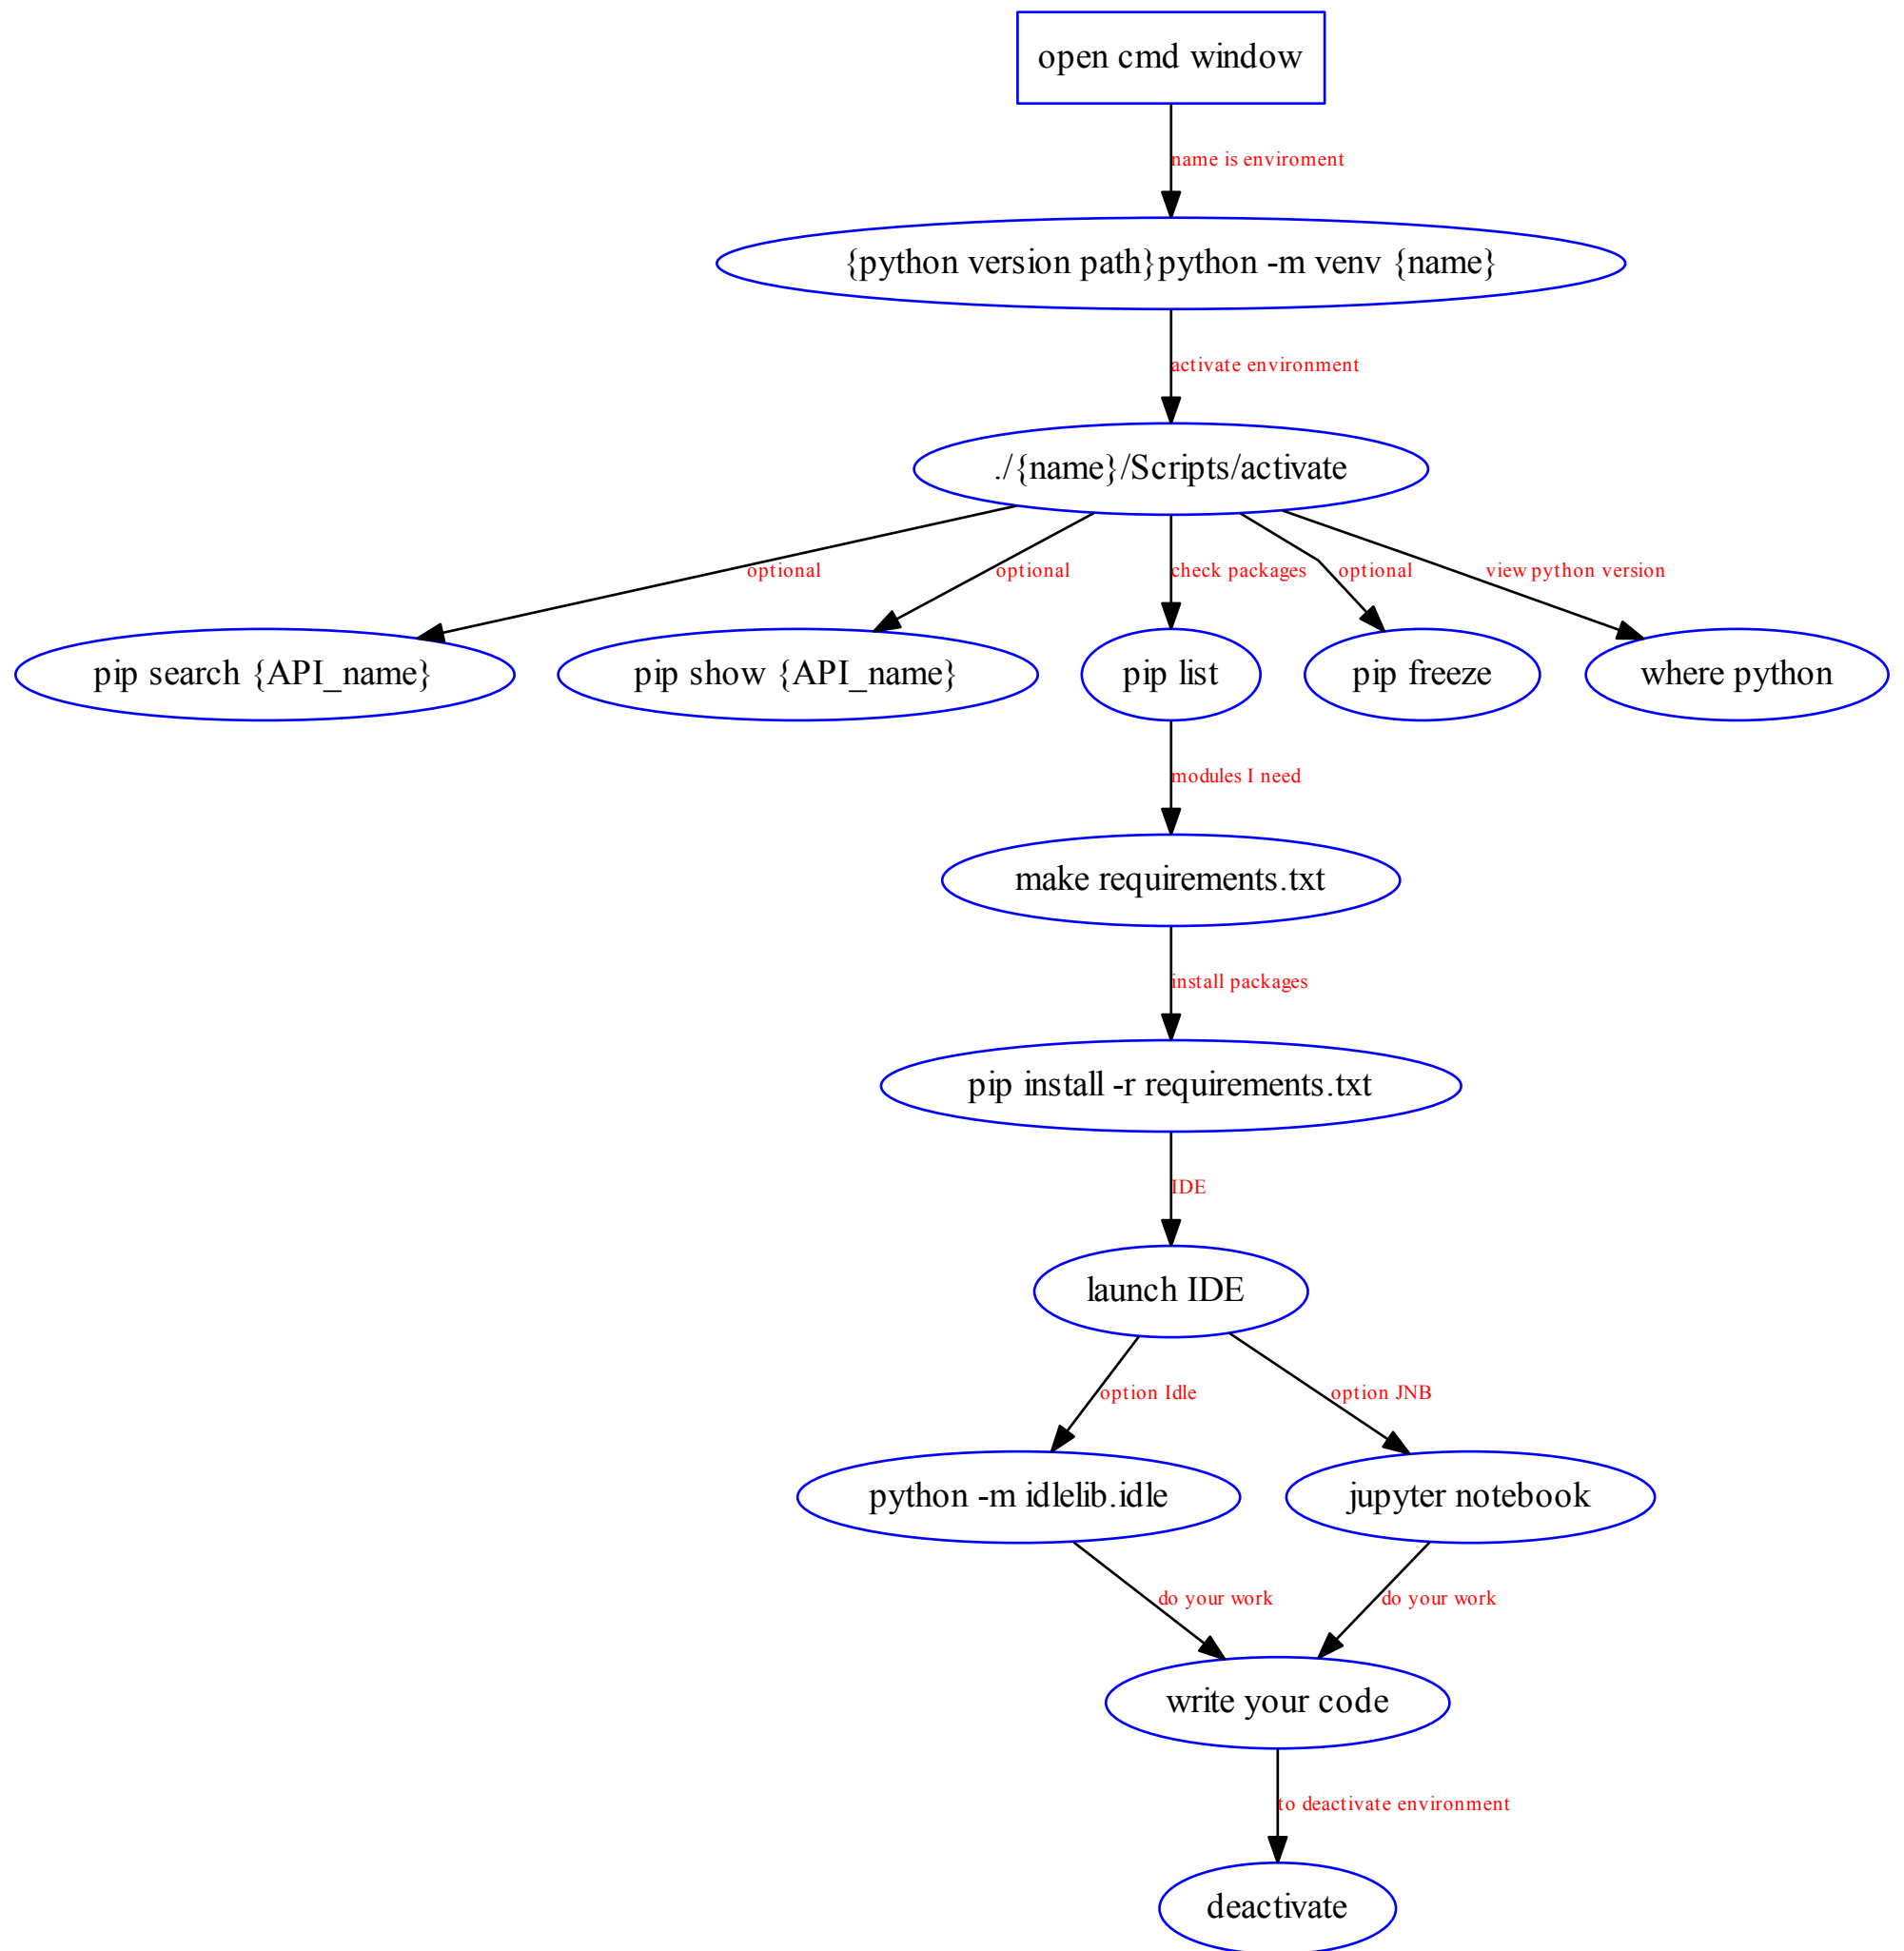 open cmd window
name is enviroment
{python version path}python -m venv {name}
activate environment
./{name}/Scripts/activate
optional
optional
check packages
optional
view python version
pip search {API_name}
pip show {API_name}
pip list
pip freeze
where python
modules I need
make requirements.txt
install packages
pip install -r requirements.txt
IDE
launch IDE
option Idle
option JNB
python -m idlelib.idle
jupyter notebook
do your work
do your work
write your code
to deactivate environment
deactivate